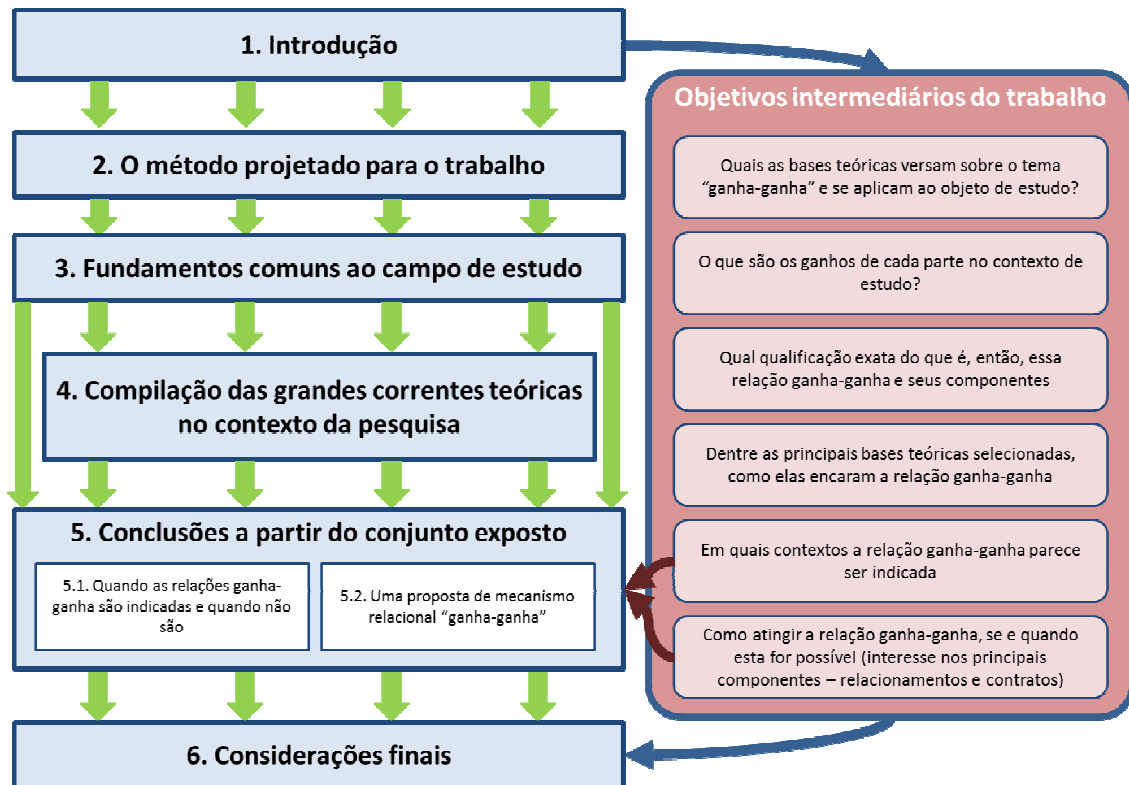 1. Introdução
2. O método projetado para o trabalho
3. Fundamentos comuns ao campo de estudo
4. Compilação das grandes correntes teóricas
no contexto da pesquisa
5. Conclusões a partir do conjunto exposto
5.1. Quando as relações ganha-
ganha são indicadas e quando não
são
5.2. Uma proposta de mecanismo
relacional “ganha-ganha”
6. Considerações finais
Objetivos intermediários do trabalho
Quais as bases teóricas versam sobre o tema
“ganha-ganha” e se aplicam ao objeto de estudo?
O que são os ganhos de cada parte no contexto de
estudo?
Qual qualificação exata do que é, então, essa
relação ganha-ganha e seus componentes
Dentre as principais bases teóricas selecionadas,
como elas encaram a relação ganha-ganha
Em quais contextos a relação ganha-ganha parece
ser indicada
Como atingir a relação ganha-ganha, se e quando
esta for possível (interesse nos principais
componentes – relacionamentos e contratos)